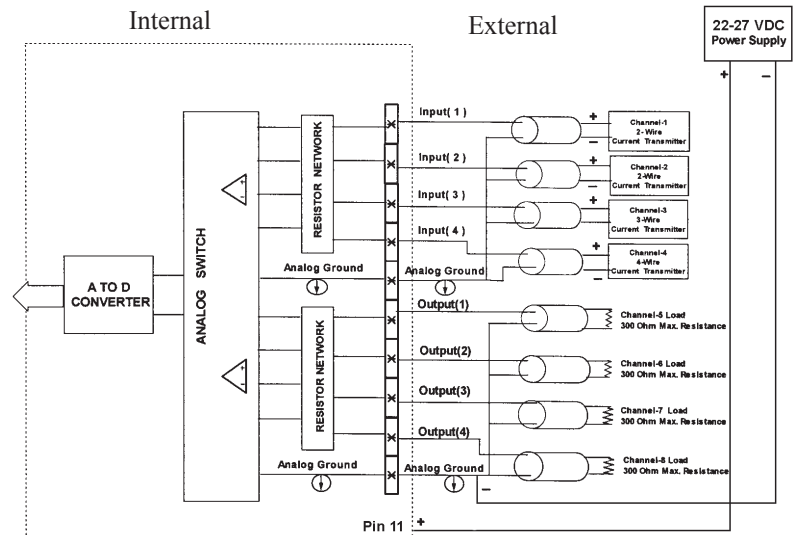 Internal
External
22-27 VDC
Power Supply
+
–
Input( 1 )
Input( 2 )
Input( 3 )
Input( 4 )
Analog Ground
Analog Ground
+
–
Channel-1
2- Wire
Current Transmitter
+
–
Channel-2
2-Wire
Current Transmitter
+
Channel-3
3-Wire
Current Transmitter
+
–
Channel-4
4-Wire
Current Transmitter
RESISTOR NETWORK
ANALOG SWITCH
A TO D
CONVERTER
Output(1)
Output(2)
Output(3)
Output(4)
Analog Ground
Analog Ground
RESISTOR NETWORK
Channel-5 Load
300 Ohm Max. Resistance
Channel-6 Load
300 Ohm Max. Resistance
Channel-7 Load
300 Ohm Max. Resistance
Channel-8 Load
300 Ohm Max. Resistance
–
Pin 11
+